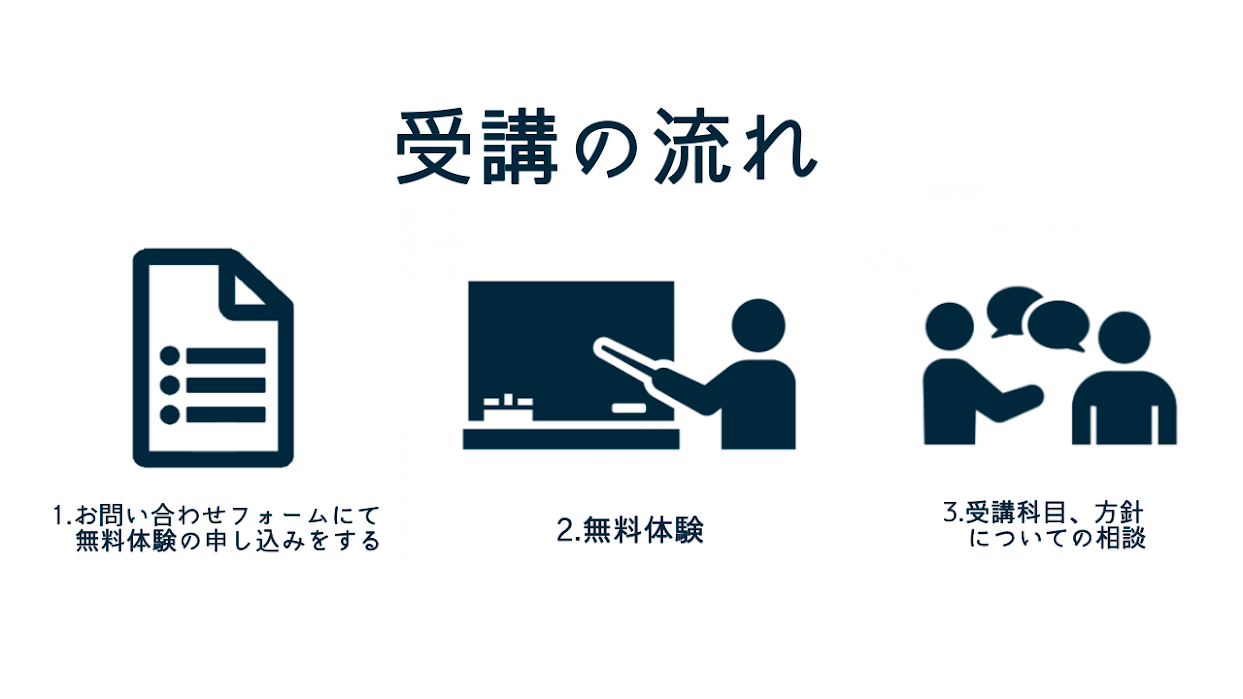 受講の流れ
1.お問い合わせフォームにて
無料体験の申し込みをする
2.無料体験
3.受講科目、方針
についての相談